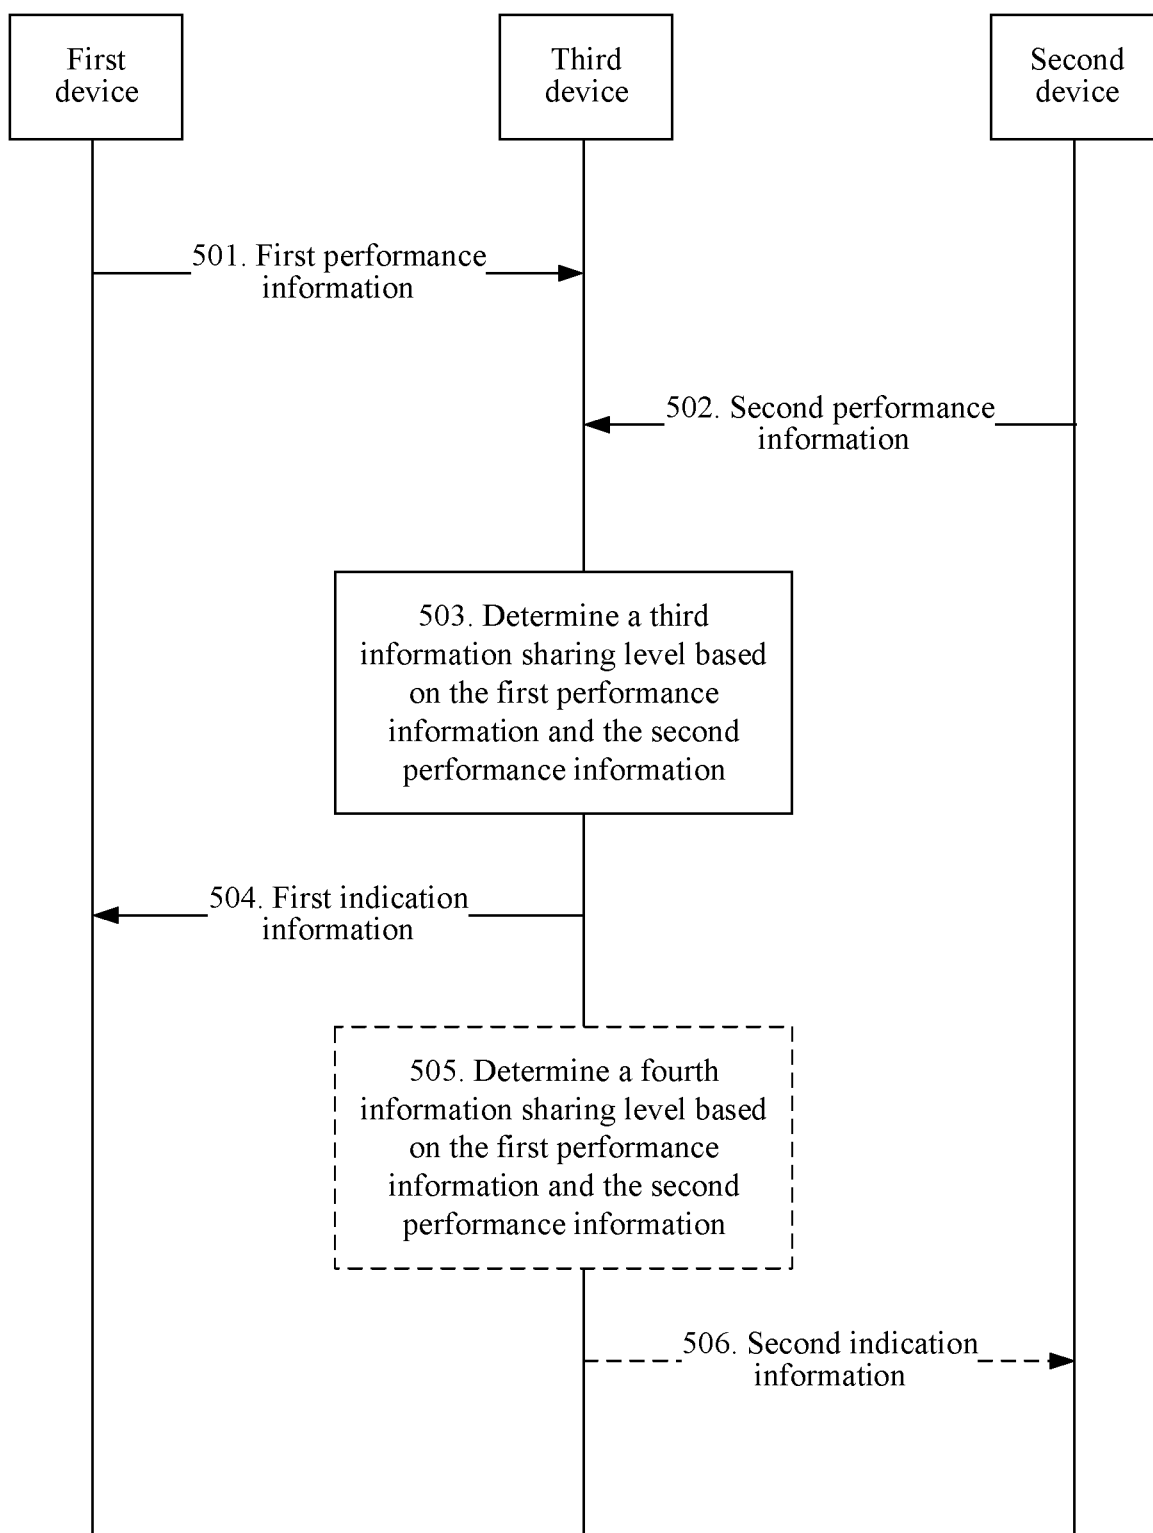 First
device
Third
device
Second
device
501. First performance
information
502. Second performance
information
503. Determine a third
information sharing level based
on the first performance
information and the second
performance information
504. First indication
information
505. Determine a fourth
information sharing level based
on the first performance
information and the second
performance information
506. Second indication
information